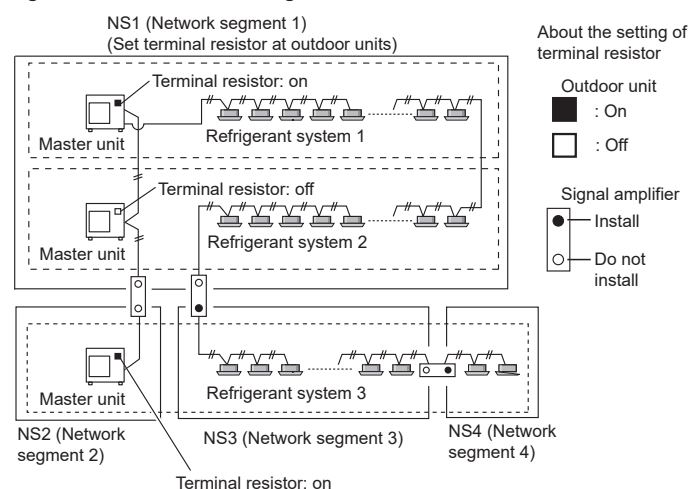 NS1 (Network segment 1)
(Set terminal resistor at outdoor units)
Terminal resistor: on
Master unit
Refrigerant system 1
Terminal resistor: off
Master unit
Refrigerant system 2
Master unit
Refrigerant system 3
NS2 (Network
segment 2)
NS3 (Network segment 3)
NS4 (Network
segment 4)
Terminal resistor: on
About the setting of
terminal resistor
Outdoor unit
: On
: Off
Signal amplifier
Install
Do not
install